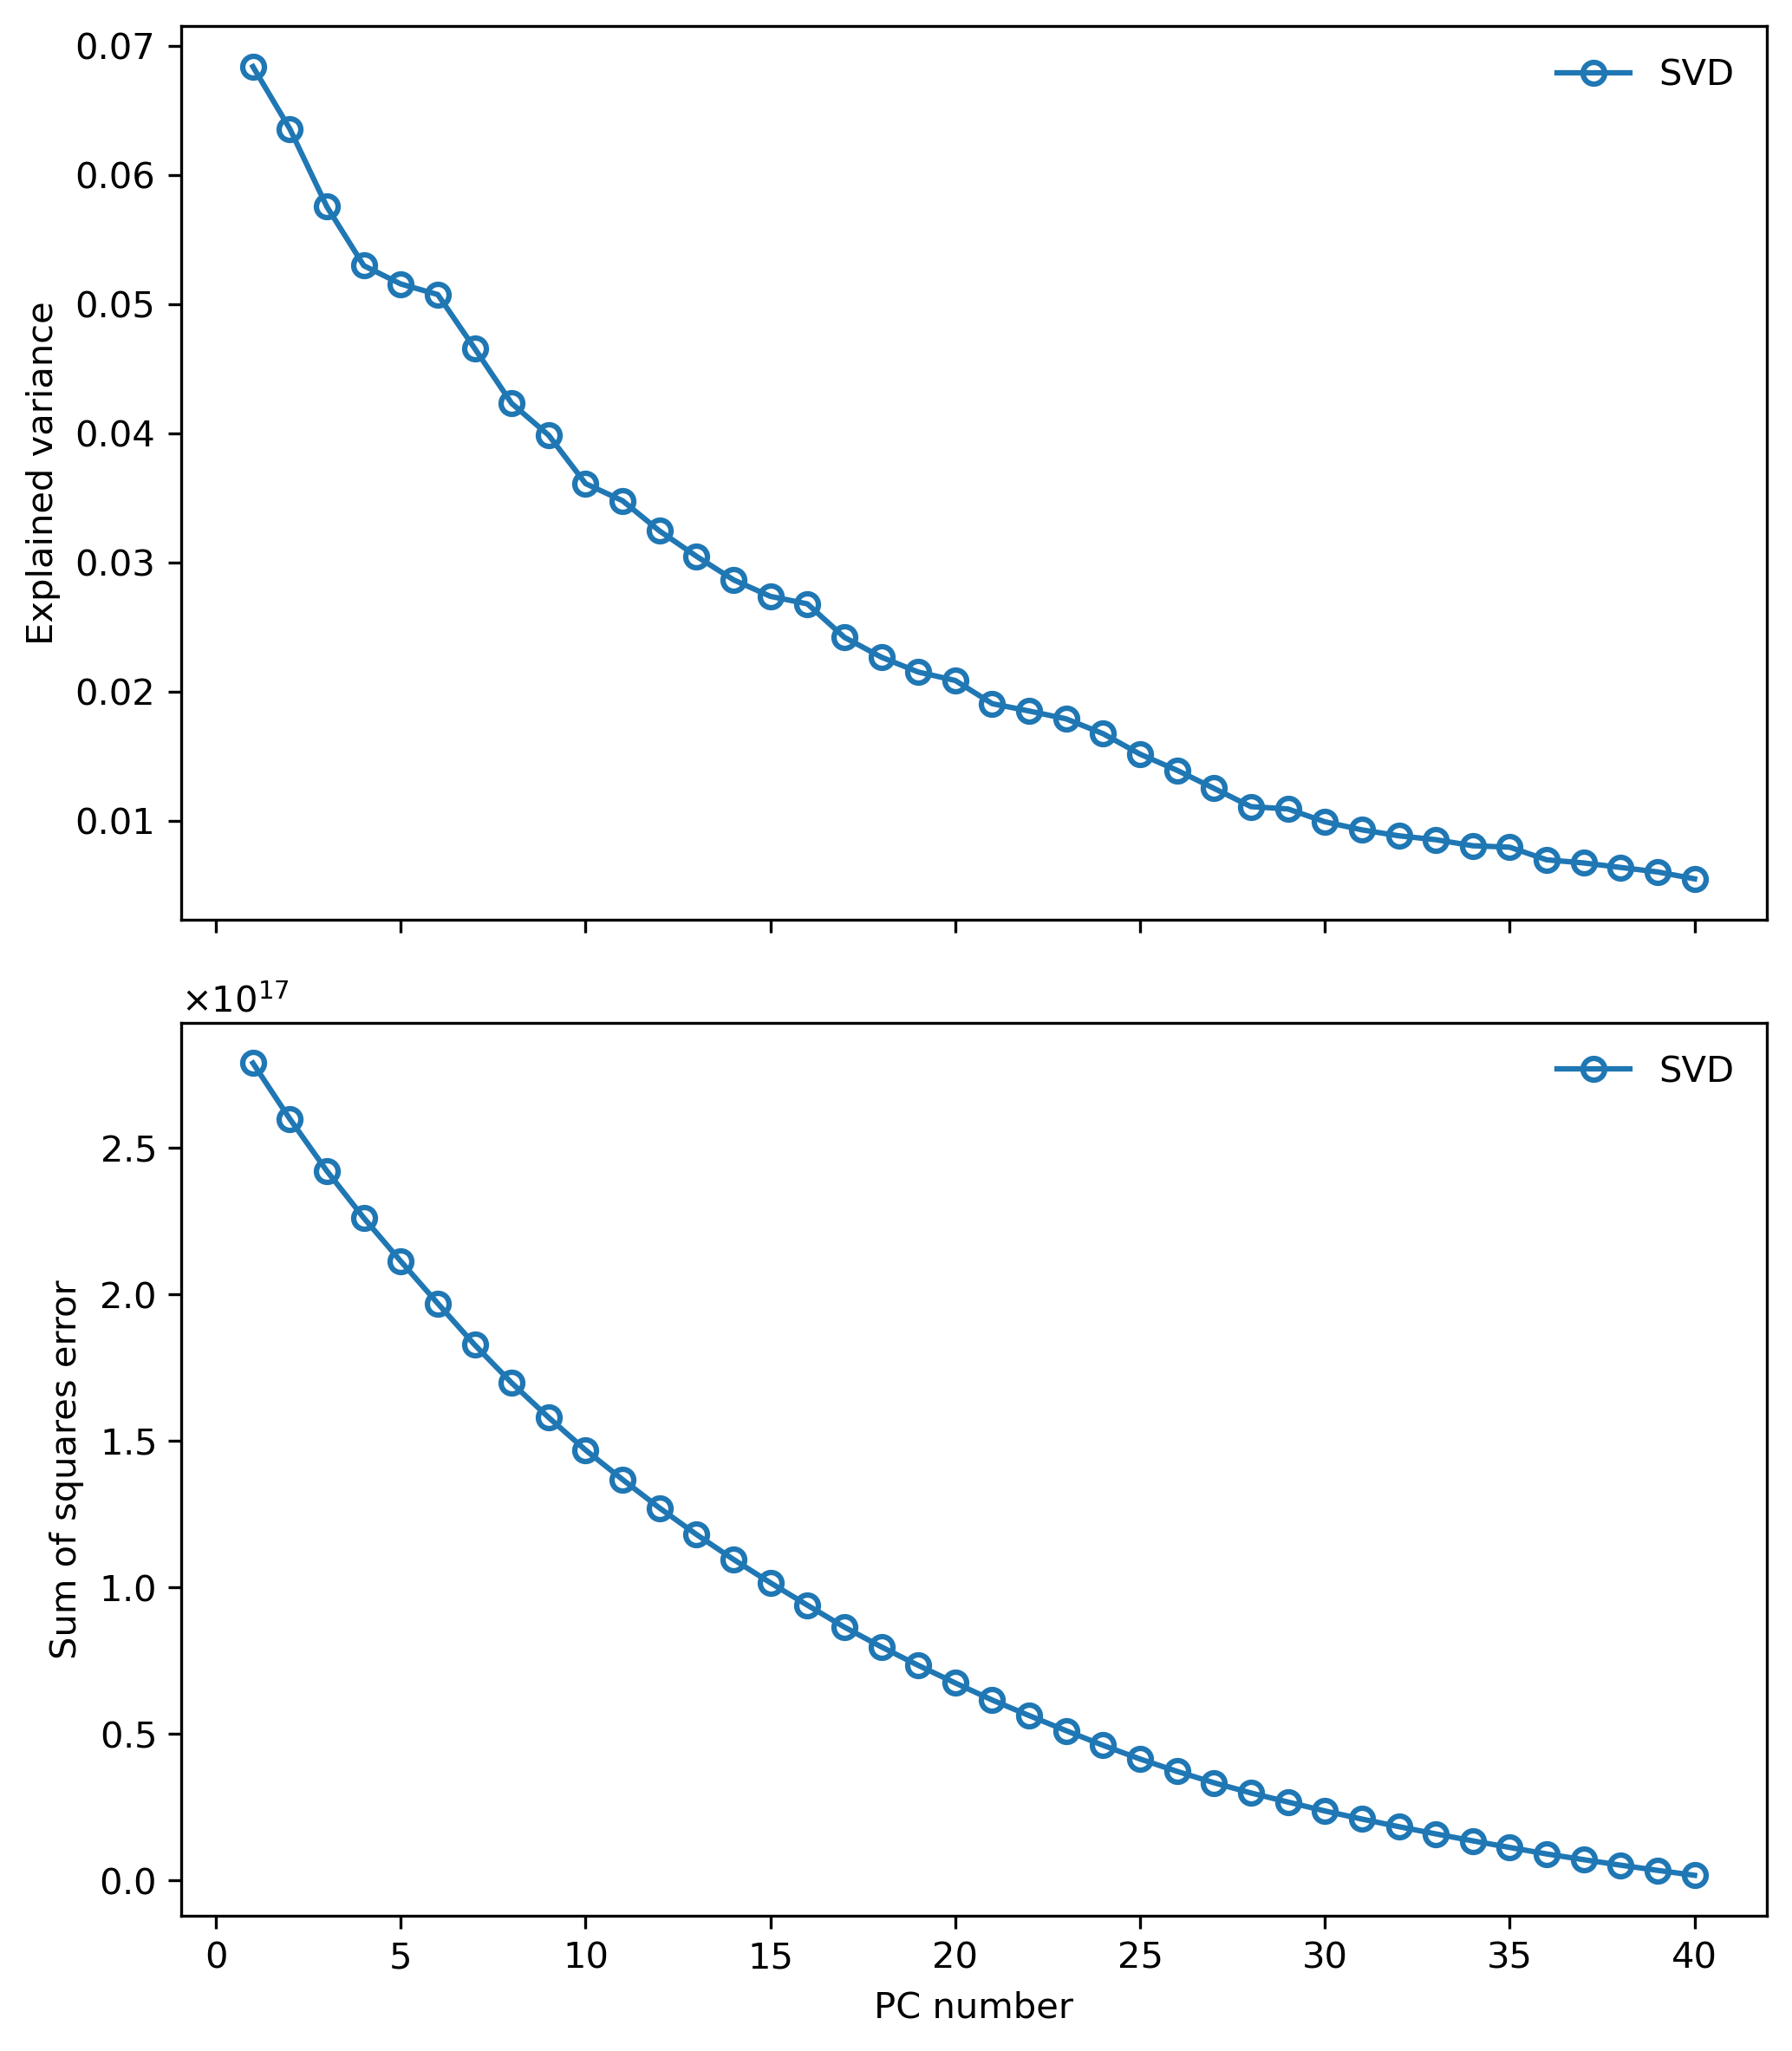 0.07
0.06
0.05
0.04
0.03
0.02
0.01
Explained variance
SVD
×10¹⁷
2.5
2.0
1.5
1.0
0.5
0.0
Sum of squares error
SVD
0 5 10 15 20 25 30 35 40
PC number